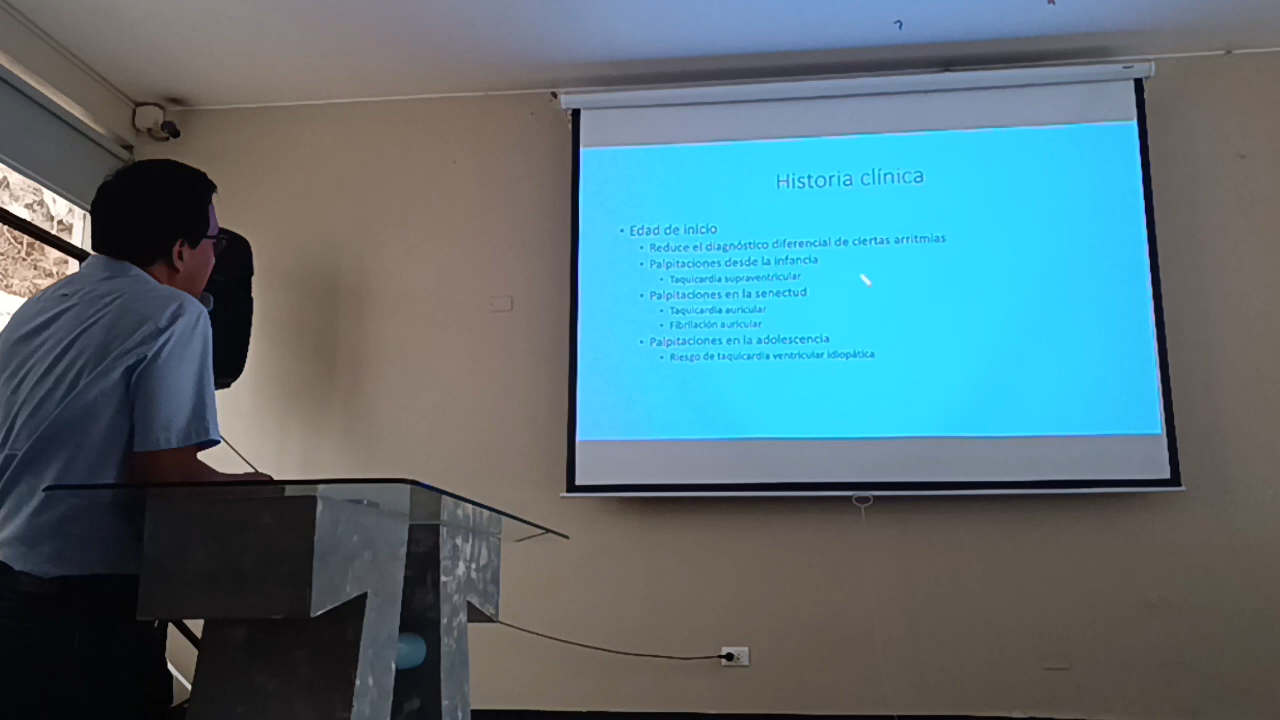 Historia clínica
• Edad de inicio
• Reduce el diagnóstico diferencial de ciertas arritmias
• Palpitaciones desde la infancia
• Taquicardia supraventricular
• Palpitaciones en la senectud
• Taquicardia auricular
• Fibrilación auricular
• Palpitaciones en la adolescencia
• Riesgo de taquicardia ventricular idiopática